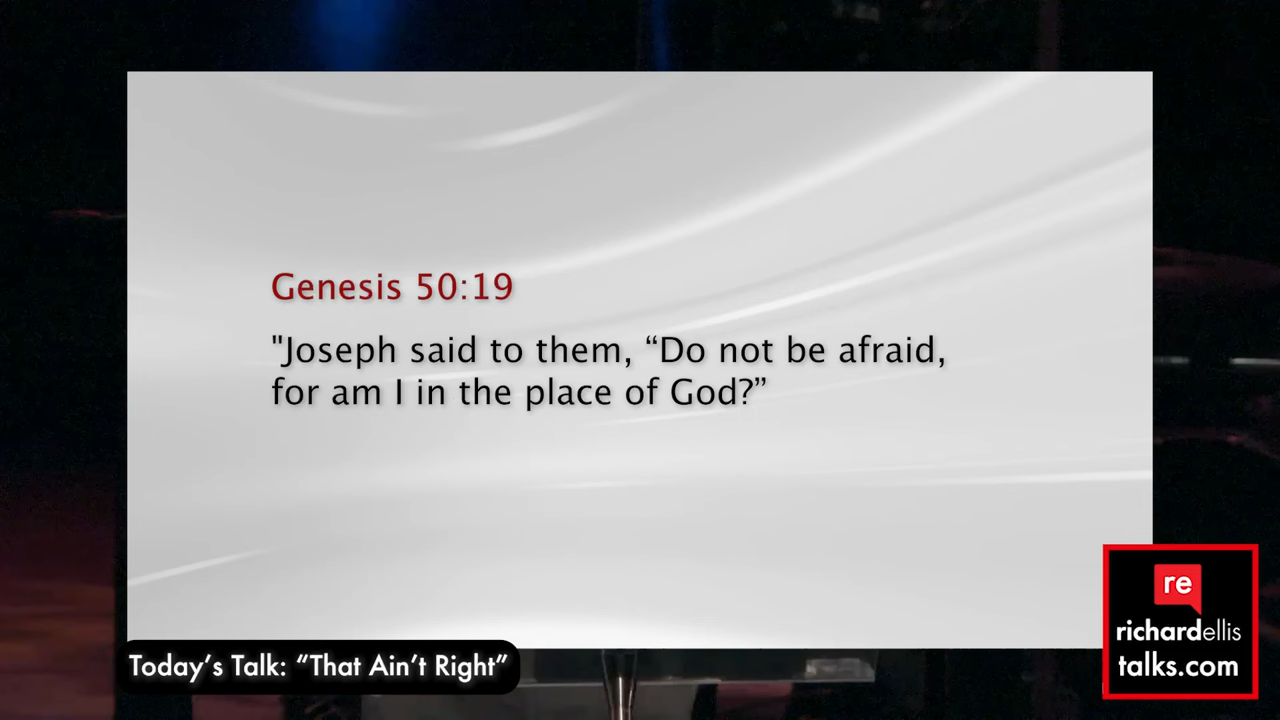 Genesis 50:19
"Joseph said to them, “Do not be afraid,
for am I in the place of God?”
Today’s Talk: “That Ain’t Right”
re
richardellis
talks.com